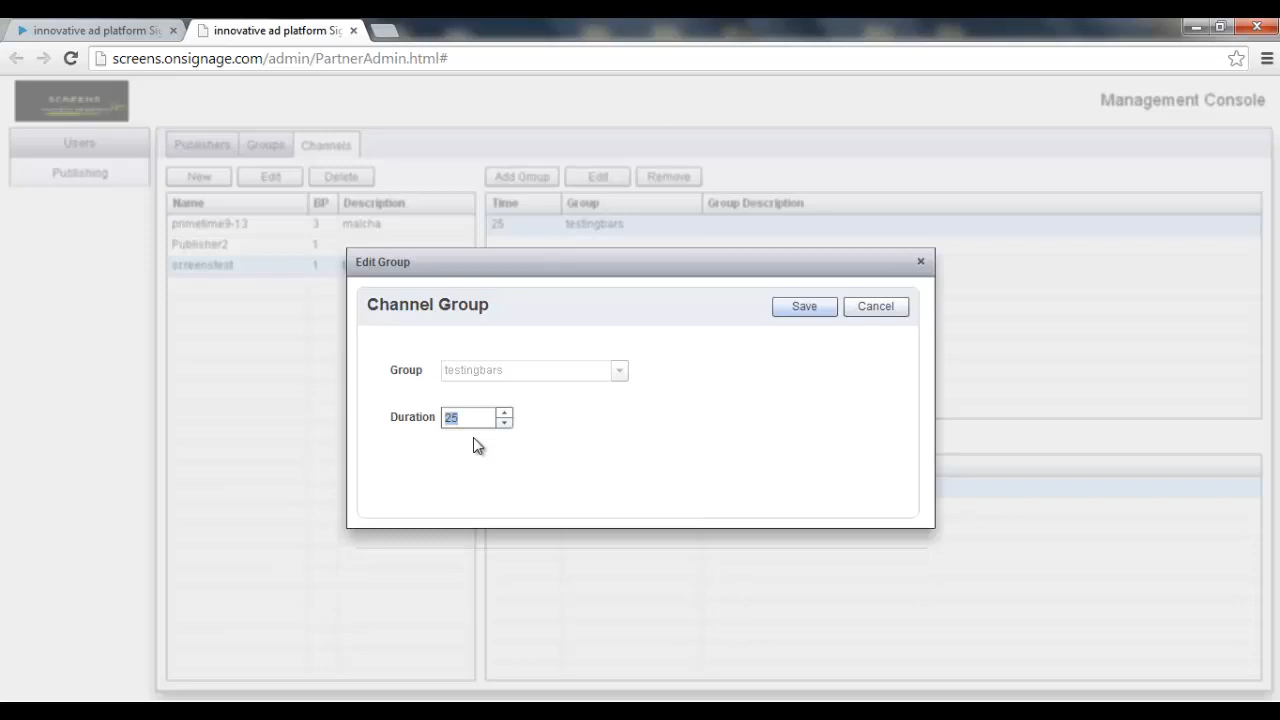 innovative ad platform Si
innovative ad platform Si
screens.onsignage.com/admin/PartnerAdmin.html#
SCREENS
Management Console
Users
Publishing
Publishers Groups Channels
New Edit Delete
Add Group Edit Remove
Name BP Description
Time Group Group Description
primetime9-13 3 malcha
25 testingbars
Publisher2 1
screenstest 1
Edit Group
Channel Group
Save Cancel
Group testingbars
Duration 25